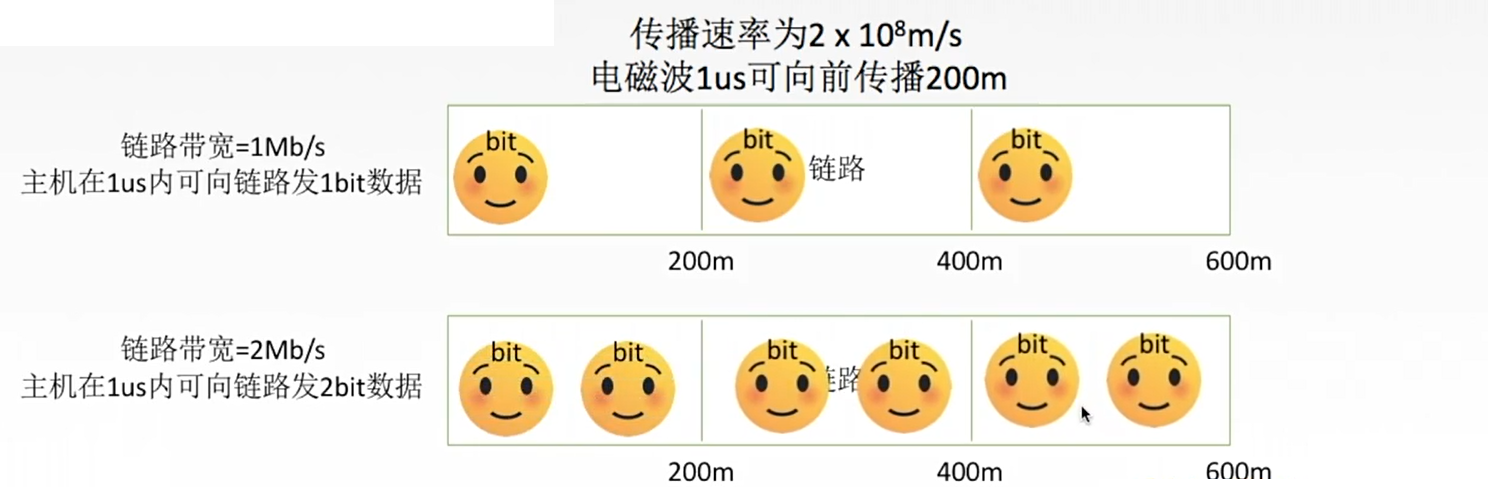 传播速率为2 x 10⁸m/s
电磁波1us可向前传播200m
链路带宽=1Mb/s
主机在1us内可向链路发1bit数据
bit
bit
链路
bit
200m
400m
600m
链路带宽=2Mb/s
主机在1us内可向链路发2bit数据
bit
bit
bit
路
bit
bit
bit
200m
400m
600m